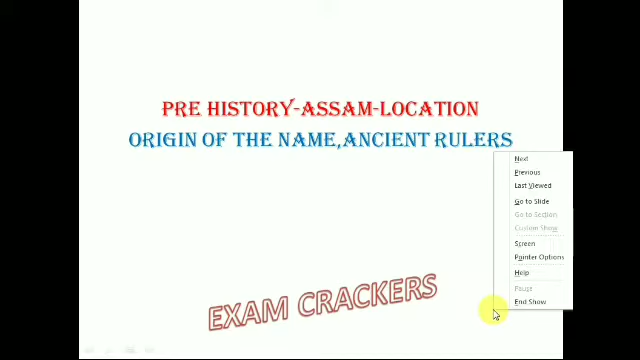 PRE HISTORY-ASSAM-LOCATION
ORIGIN OF THE NAME,ANCIENT RULERS
Next
Previous
Last Viewed
Go to Slide
Go to Section
Custom Show
Screen
Pointer Options
Help
Pause
End Show
EXAM CRACKERS